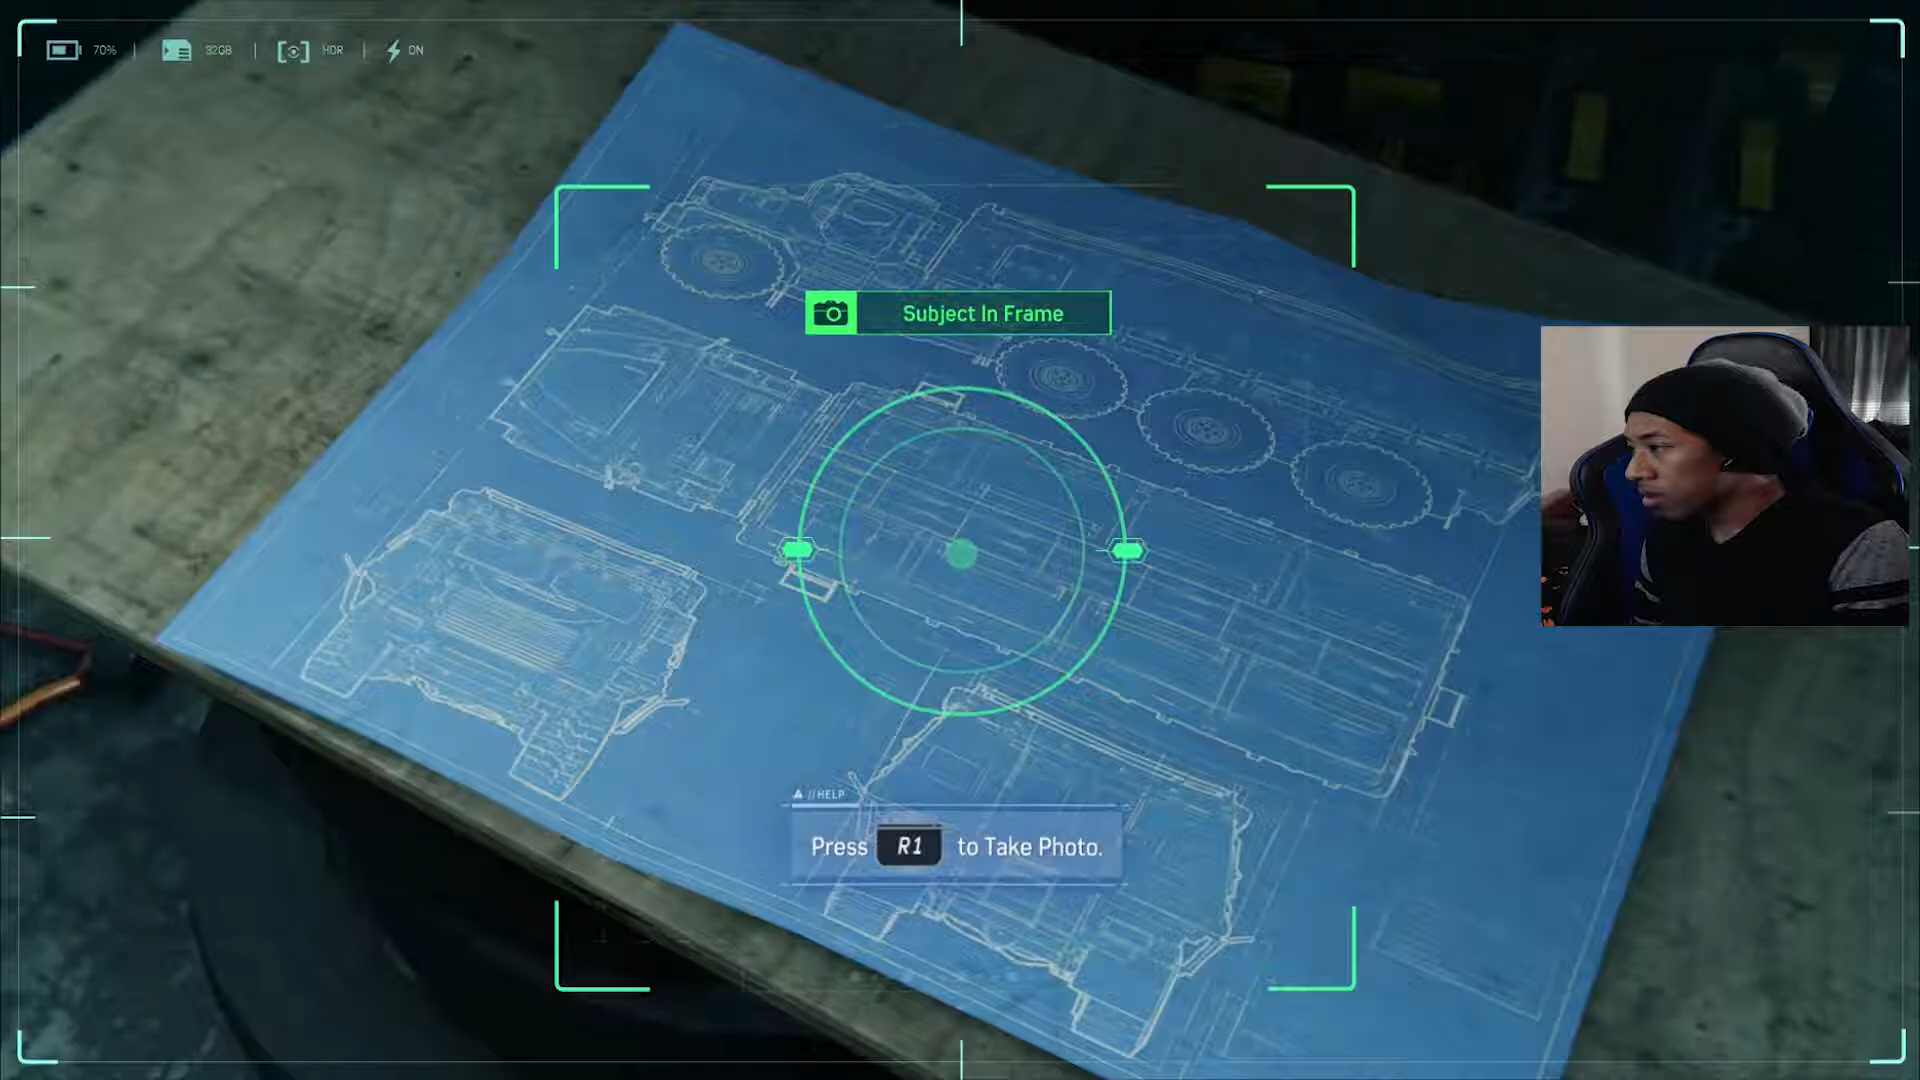 70% | 32GB | HDR | ON
Subject In Frame
//HELP
Press R1 to Take Photo.